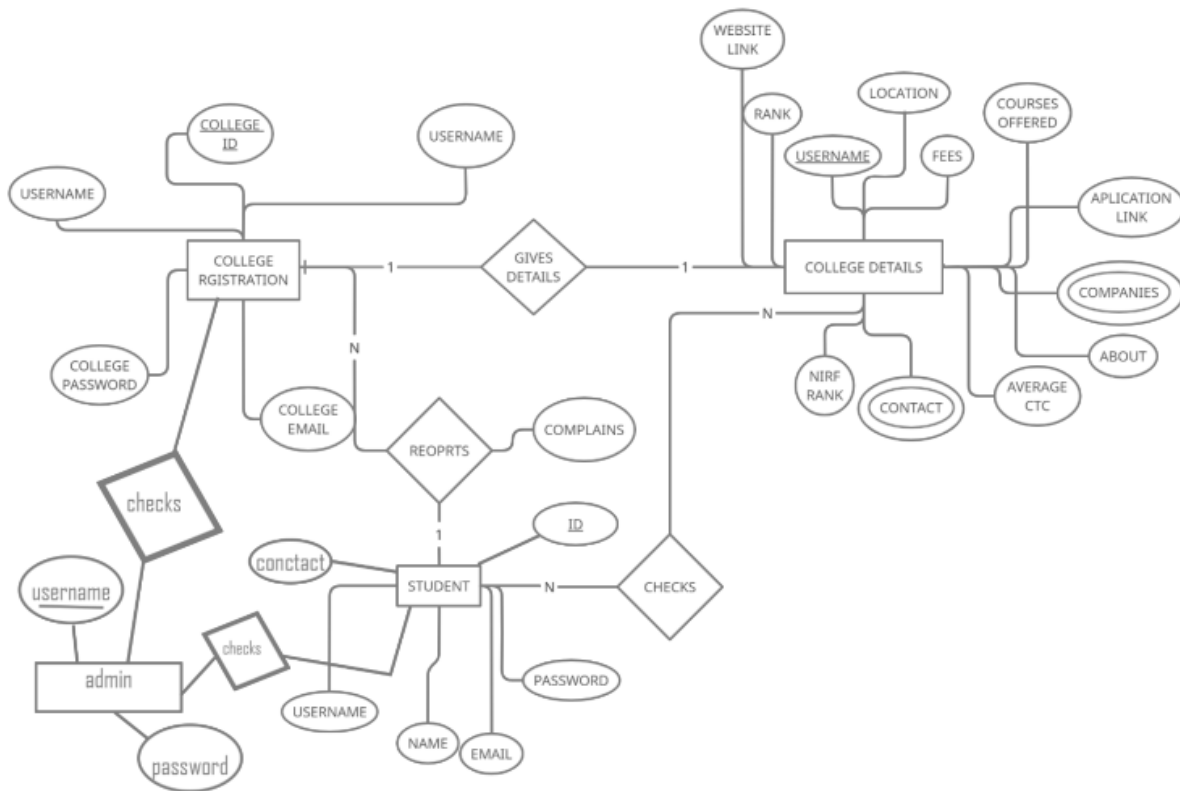 WEBSITE
LINK
LOCATION
COURSES
OFFERED
RANK
COLLEGE
ID
USERNAME
USERNAME
FEES
USERNAME
APLICATION
LINK
COLLEGE
RGISTRATION
1
GIVES
DETAILS
1
COLLEGE DETAILS
COMPANIES
N
N
COLLEGE
PASSWORD
ABOUT
NIRF
RANK
AVERAGE
CTC
CONTACT
COLLEGE
EMAIL
REOPRTS
COMPLAINS
checks
1
ID
conctact
STUDENT
N
CHECKS
username
checks
admin
PASSWORD
USERNAME
NAME
EMAIL
password